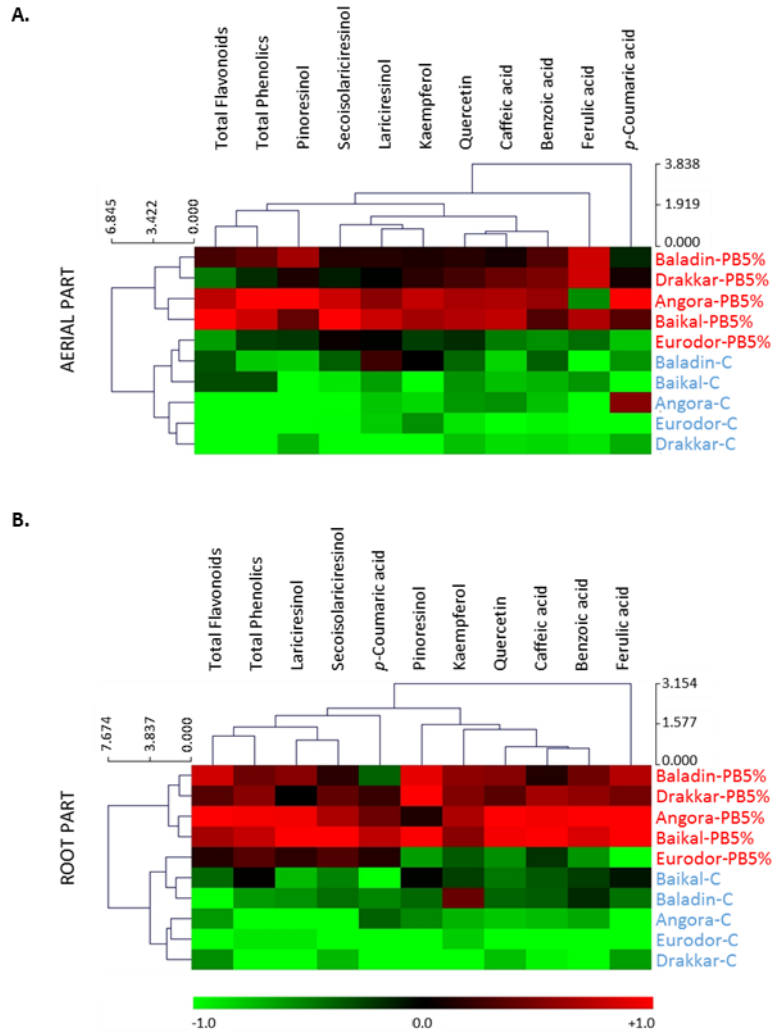 A.
Total Flavonoids
Total Phenolics
Pinoresinol
Secoisolariciresinol
Lariciresinol
Kaempferol
Quercetin
Caffeic acid
Benzoic acid
Ferulic acid
p-Coumaric acid
3.838
1.919
0.000
6.845
3.422
0.000
AERIAL PART
Baladin-PB5%
Drakkar-PB5%
Angora-PB5%
Baikal-PB5%
Eurodor-PB5%
Baladin-C
Baikal-C
Angora-C
Eurodor-C
Drakkar-C
B.
Total Flavonoids
Total Phenolics
Lariciresinol
Secoisolariciresinol
p-Coumaric acid
Pinoresinol
Kaempferol
Quercetin
Caffeic acid
Benzoic acid
Ferulic acid
3.154
1.577
0.000
7.674
3.837
0.000
ROOT PART
Baladin-PB5%
Drakkar-PB5%
Angora-PB5%
Baikal-PB5%
Eurodor-PB5%
Baikal-C
Baladin-C
Angora-C
Eurodor-C
Drakkar-C
-1.0
0.0
+1.0